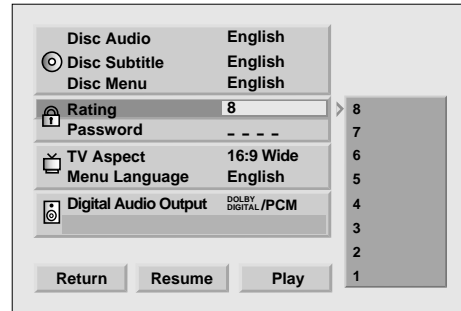 Disc Audio English
Disc Subtitle English
Disc Menu English
Rating 8
Password _ _ _ _
TV Aspect 16:9 Wide
Menu Language English
Digital Audio Output DOLBY DIGITAL /PCM
Return Resume Play
8
7
6
5
4
3
2
1